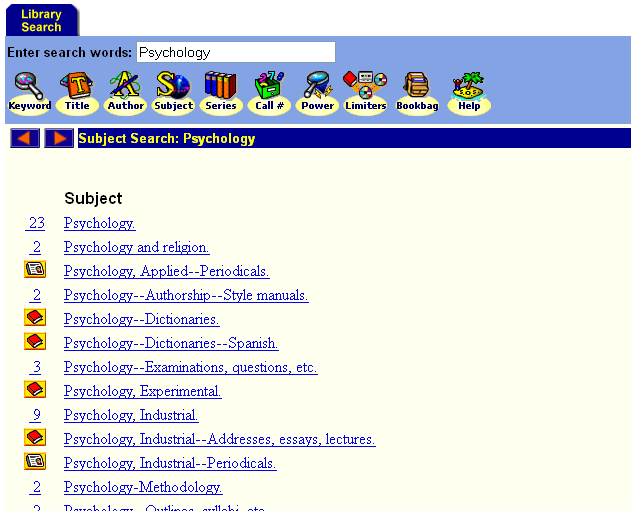 Library
Search
Enter search words: Psychology
Keyword Title Author Subject Series Call # Power Limiters Bookbag Help
Subject Search: Psychology
Subject
23 Psychology.
2 Psychology and religion.
Psychology, Applied--Periodicals.
2 Psychology--Authorship--Style manuals.
Psychology--Dictionaries.
Psychology--Dictionaries--Spanish.
3 Psychology--Examinations, questions, etc.
Psychology, Experimental.
9 Psychology, Industrial.
Psychology, Industrial--Addresses, essays, lectures.
Psychology, Industrial--Periodicals.
2 Psychology-Methodology.
2 Psychology--Outlines, syllabi, etc.